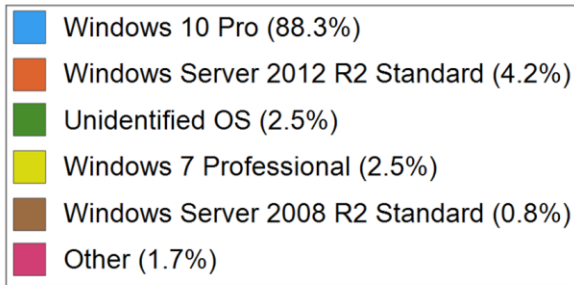 Windows 10 Pro (88.3%)
Windows Server 2012 R2 Standard (4.2%)
Unidentified OS (2.5%)
Windows 7 Professional (2.5%)
Windows Server 2008 R2 Standard (0.8%)
Other (1.7%)